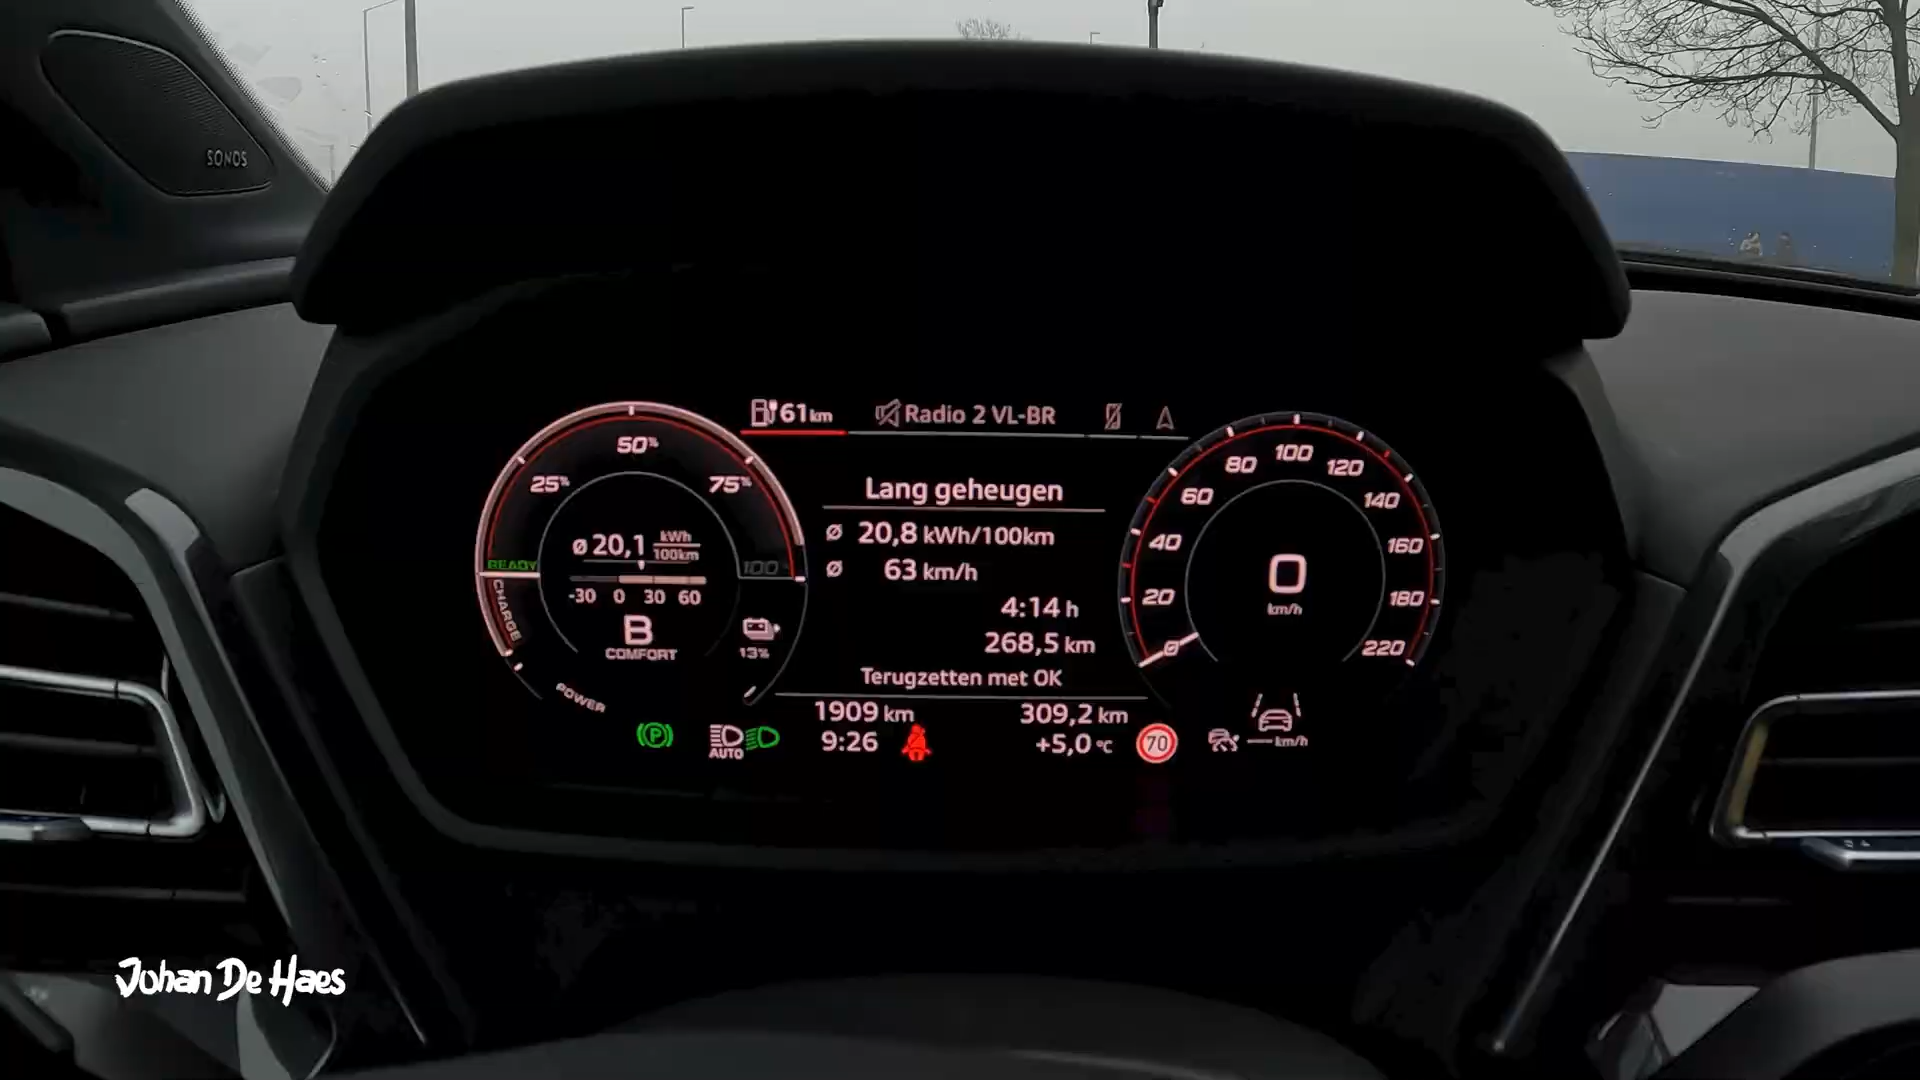 SONOS
61 km
Radio 2 VL-BR
25%
50%
75%
100
READY
CHARGE
POWER
ø 20,1 kWh
100km
-30 0 30 60
B
COMFORT
13%
Lang geheugen
ø 20,8 kWh/100km
ø 63 km/h
4:14 h
268,5 km
Terugzetten met OK
1909 km
309,2 km
9:26
+5,0 °C
0
20
40
60
80
100
120
140
160
180
220
0
km/h
P
AUTO
70
km/h
Johan De Haes